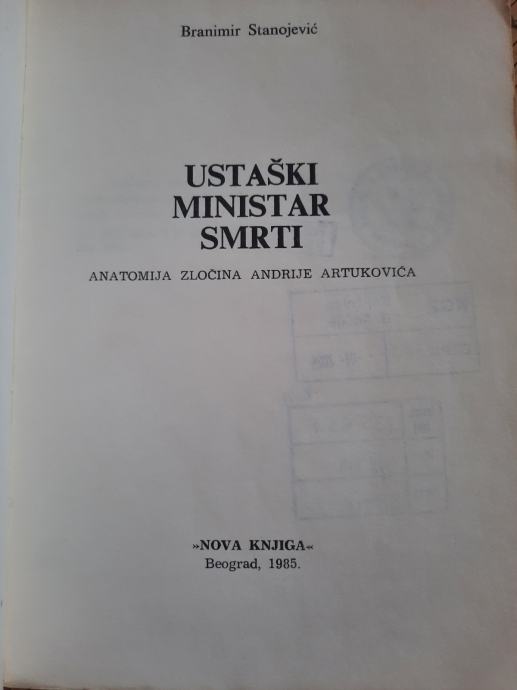 Branimir Stanojević
USTAŠKI
MINISTAR
SMRTI
ANATOMIJA ZLOČINA ANDRIJE ARTUKOVIĆA
»NOVA KNJIGA«
Beograd, 1985.